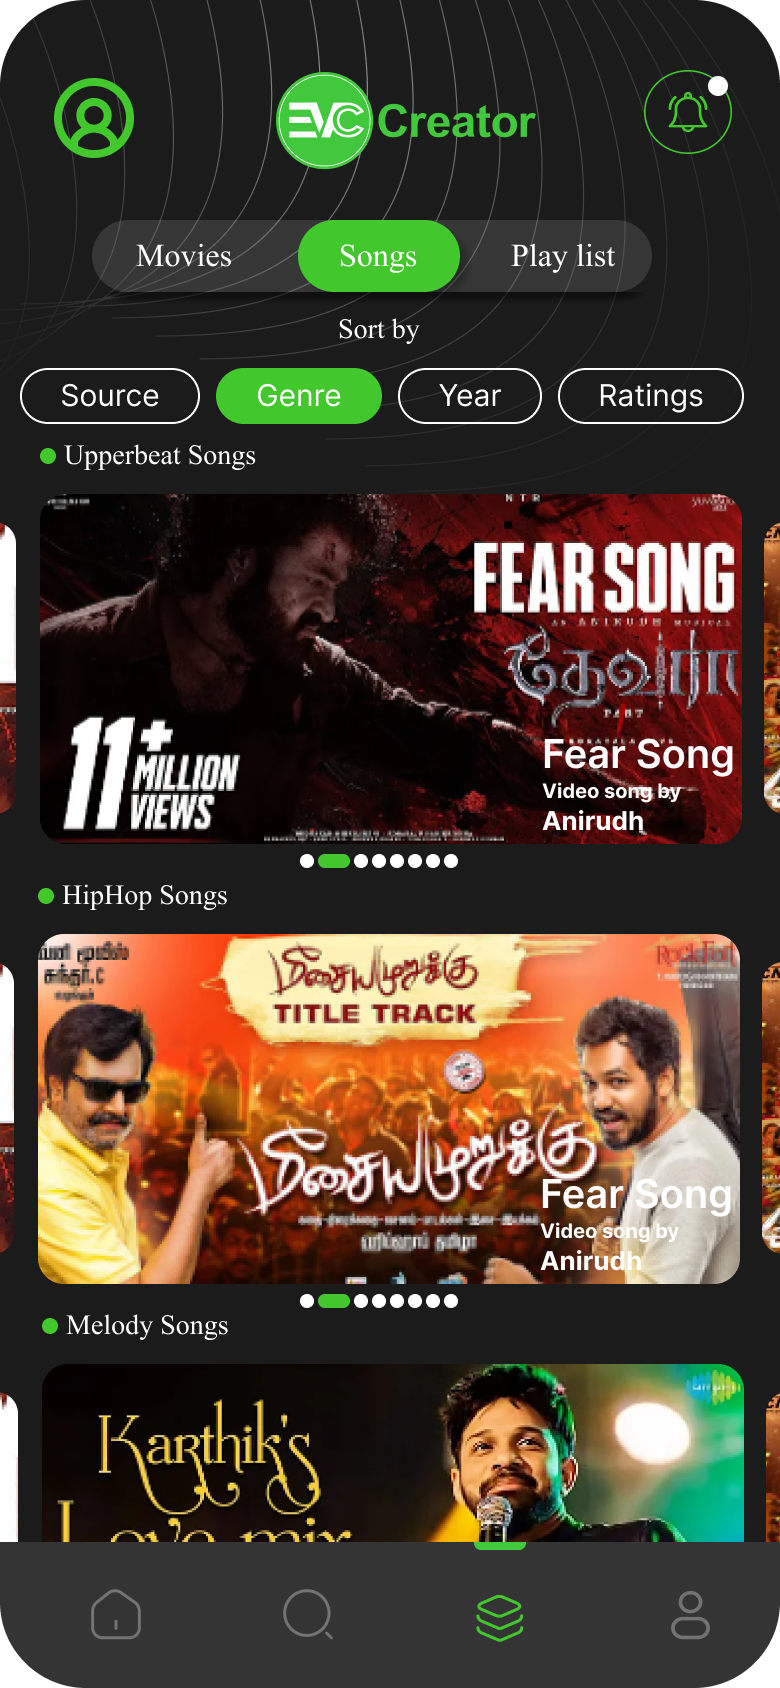 EVC Creator
Movies
Songs
Play list
Sort by
Source
Genre
Year
Ratings
Upperbeat Songs
NTR
FEAR SONG
AN ANIRUDH MUSICAL
தேவரா
PART
11+
MILLION
VIEWS
Fear Song
Video song by
Anirudh
HipHop Songs
சுந்தர்.C
மீசையமுறுக்கு
TITLE TRACK
மீசையமுறுக்கு
ஹிப்ஹாப் தமிழா
Fear Song
Video song by
Anirudh
Melody Songs
Karthik's
Love mix